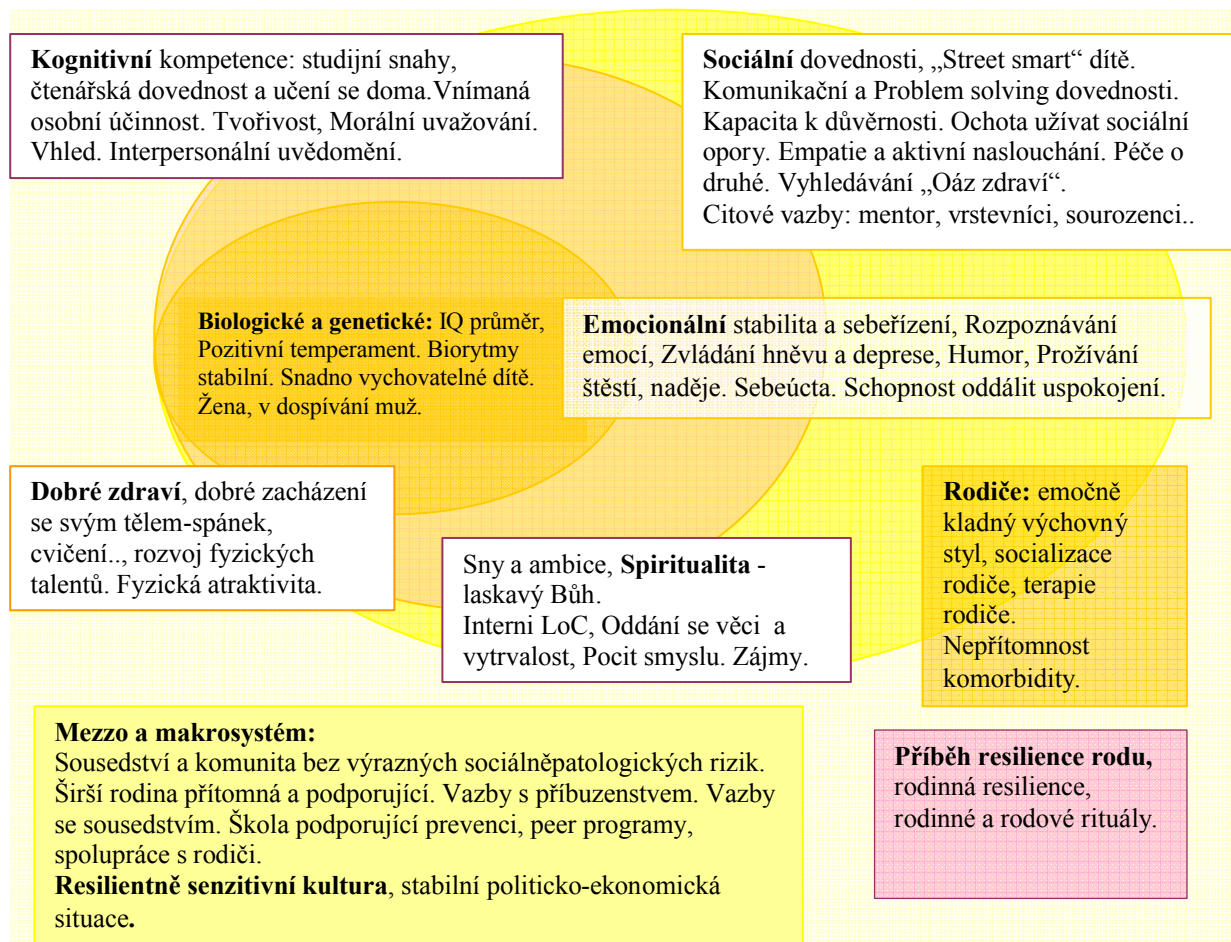 Kognitivní kompetence: studijní snahy,
čtenářská dovednost a učení se doma.Vnímaná
osobní účinnost. Tvořivost, Morální uvažování.
Vhled. Interpersonální uvědomění.
Sociální dovednosti, „Street smart“ dítě.
Komunikační a Problem solving dovednosti.
Kapacita k důvěrnosti. Ochota užívat sociální
opory. Empatie a aktivní naslouchání. Péče o
druhé. Vyhledávání „Oáz zdraví“.
Citové vazby: mentor, vrstevníci, sourozenci..
Biologické a genetické: IQ průměr,
Pozitivní temperament. Biorytmy
stabilní. Snadno vychovatelné dítě.
Žena, v dospívání muž.
Emocionální stabilita a sebeřízení, Rozpoznávání
emocí, Zvládání hněvu a deprese, Humor, Prožívání
štěstí, naděje. Sebeúcta. Schopnost oddálit uspokojení.
Dobré zdraví, dobré zacházení
se svým tělem-spánek,
cvičení.., rozvoj fyzických
talentů. Fyzická atraktivita.
Sny a ambice, Spiritualita -
laskavý Bůh.
Interni LoC, Oddání se věci a
vytrvalost, Pocit smyslu. Zájmy.
Rodiče: emočně
kladný výchovný
styl, socializace
rodiče, terapie
rodiče.
Nepřítomnost
komorbidity.
Mezzo a makrosystém:
Sousedství a komunita bez výrazných sociálněpatologických rizik.
Širší rodina přítomná a podporující. Vazby s příbuzenstvem. Vazby
se sousedstvím. Škola podporující prevenci, peer programy,
spolupráce s rodiči.
Resilientně senzitivní kultura, stabilní politicko-ekonomická
situace.
Příběh resilience rodu,
rodinná resilience,
rodinné a rodové rituály.